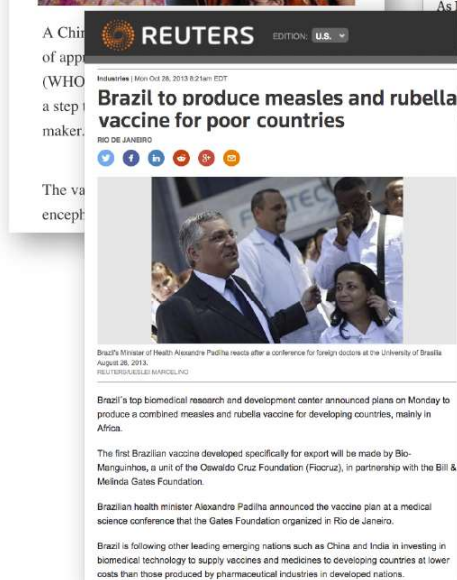 As
A Chi
of app
(WHO
a step
maker.
The va
enceph
REUTERS EDITION: U.S.
Industries | Mon Oct 28, 2013 8:21am EDT
Brazil to produce measles and rubella
vaccine for poor countries
RIO DE JANEIRO
Brazil's Minister of Health Alexandre Padilha reacts after a conference for foreign doctors at the University of Brasilia
August 26, 2013.
REUTERS/UESLEI MARCELINO
Brazil's top biomedical research and development center announced plans on Monday to
produce a combined measles and rubella vaccine for developing countries, mainly in
Africa.
The first Brazilian vaccine developed specifically for export will be made by Bio-
Manguinhos, a unit of the Oswaldo Cruz Foundation (Fiocruz), in partnership with the Bill &
Melinda Gates Foundation.
Brazilian health minister Alexandre Padilha announced the vaccine plan at a medical
science conference that the Gates Foundation organized in Rio de Janeiro.
Brazil is following other leading emerging nations such as China and India in investing in
biomedical technology to supply vaccines and medicines to developing countries at lower
costs than those produced by pharmaceutical industries in developed nations.